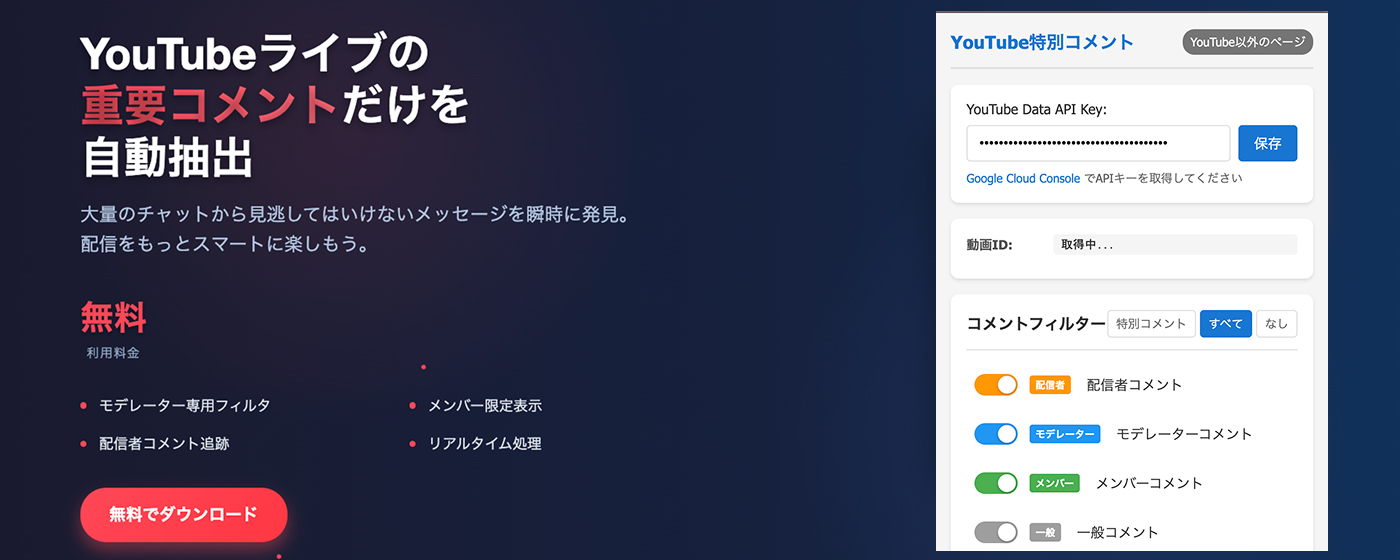 YouTubeライブの
重要コメントだけを
自動抽出
大量のチャットから見逃してはいけないメッセージを瞬時に発見。
配信をもっとスマートに楽しもう。
無料
利用料金
モデレーター専用フィルタ
メンバー限定表示
配信者コメント追跡
リアルタイム処理
無料でダウンロード
YouTube特別コメント
YouTube以外のページ
YouTube Data API Key:
保存
Google Cloud Console でAPIキーを取得してください
動画ID:
取得中...
コメントフィルター
特別コメント
すべて
なし
配信者 配信者コメント
モデレーター モデレーターコメント
メンバー メンバーコメント
一般 一般コメント